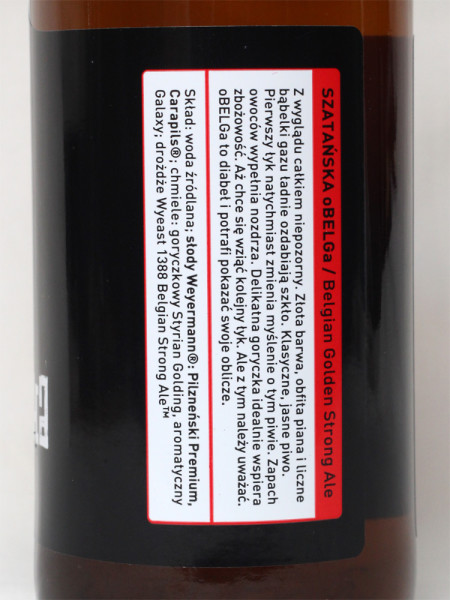 SZATAŃSKA oBELGa / Belgian Golden Strong Ale
Z wyglądu całkiem niepozorny. Złota barwa, obfita piana i liczne
bąbelki gazu ładnie ozdabiają szkło. Klasyczne, jasne piwo.
Pierwszy łyk natychmiast zmienia myślenie o tym piwie. Zapach
owoców wypełnia nozdrza. Delikatna goryczka idealnie wspiera
zbożowość. Aż chce się wziąć kolejny łyk. Ale z tym należy uważać.
oBELGa to diabeł i potrafi pokazać swoje oblicze.
Skład: woda źródlana; słody Weyermann®: Pilzneński Premium,
Carapils®; chmiele: goryczkowy Styrian Golding, aromatyczny
Galaxy; drożdże Wyeast 1388 Belgian Strong Ale™